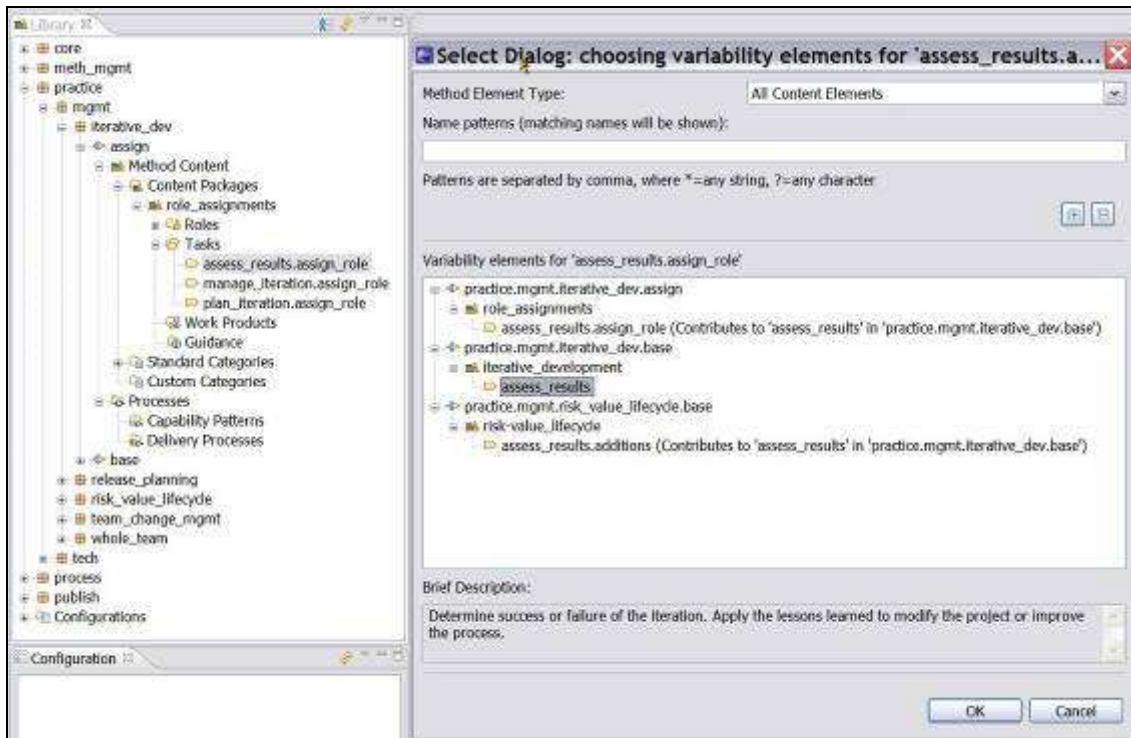 Library
core
meth_mgmt
practice
mgmt
iterative_dev
assign
Method Content
Content Packages
role_assignments
Roles
Tasks
assess_results.assign_role
manage_iteration.assign_role
plan_iteration.assign_role
Work Products
Guidance
Standard Categories
Custom Categories
Processes
Capability Patterns
Delivery Processes
base
release_planning
risk_value_lifecycle
team_change_mgmt
whole_team
tech
process
publish
Configurations
Configuration
Select Dialog: choosing variability elements for 'assess_results.a...
Method Element Type: All Content Elements
Name patterns (matching names will be shown):
Patterns are separated by comma, where *=any string, ?=any character
Variability elements for 'assess_results.assign_role'
practice.mgmt.iterative_dev.assign
role_assignments
assess_results.assign_role (Contributes to 'assess_results' in 'practice.mgmt.iterative_dev.base')
practice.mgmt.iterative_dev.base
iterative_development
assess_results
practice.mgmt.risk_value_lifecycle.base
risk-value_lifecycle
assess_results.additions (Contributes to 'assess_results' in 'practice.mgmt.iterative_dev.base')
Brief Description:
Determine success or failure of the iteration. Apply the lessons learned to modify the project or improve
the process.
OK Cancel